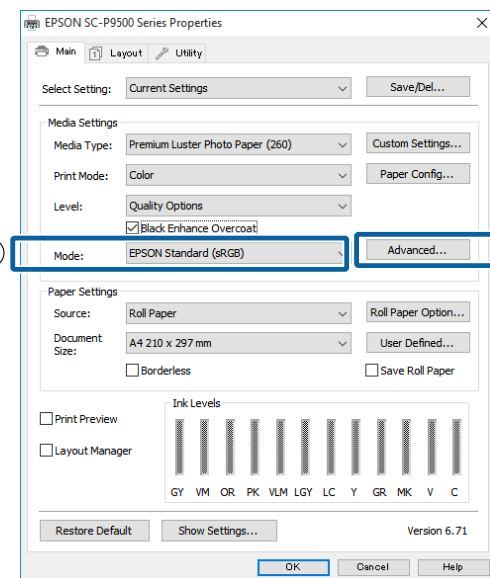 EPSON SC-P9500 Series Properties
Main Layout Utility
Select Setting: Current Settings Save/Del...
Media Settings
Media Type: Premium Luster Photo Paper (260) Custom Settings...
Print Mode: Color Paper Config...
Level: Quality Options
Black Enhance Overcoat
Mode: EPSON Standard (sRGB) Advanced...
Paper Settings
Source: Roll Paper Roll Paper Option...
Document
Size: A4 210 x 297 mm User Defined...
Borderless Save Roll Paper
Ink Levels
Print Preview
Layout Manager
GY VM OR PK VLM LGY LC Y GR MK V C
Restore Default Show Settings... Version 6.71
OK Cancel Help